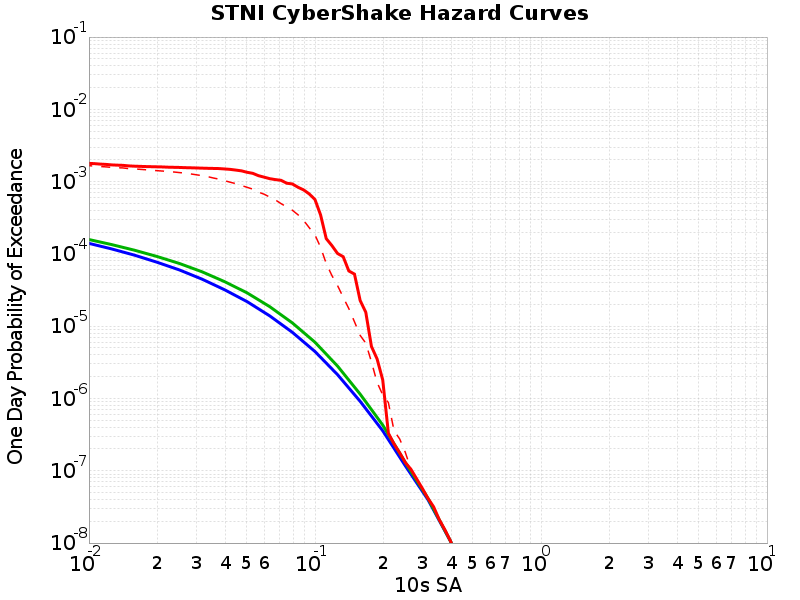 STNI CyberShake Hazard Curves
One Day Probability of Exceedance
10-1
10-2
10-3
10-4
10-5
10-6
10-7
10-8
10-2 2 3 4 5 6 10-1 2 3 4 5 6 7 100 2 3 4 5 6 7 101
10s SA